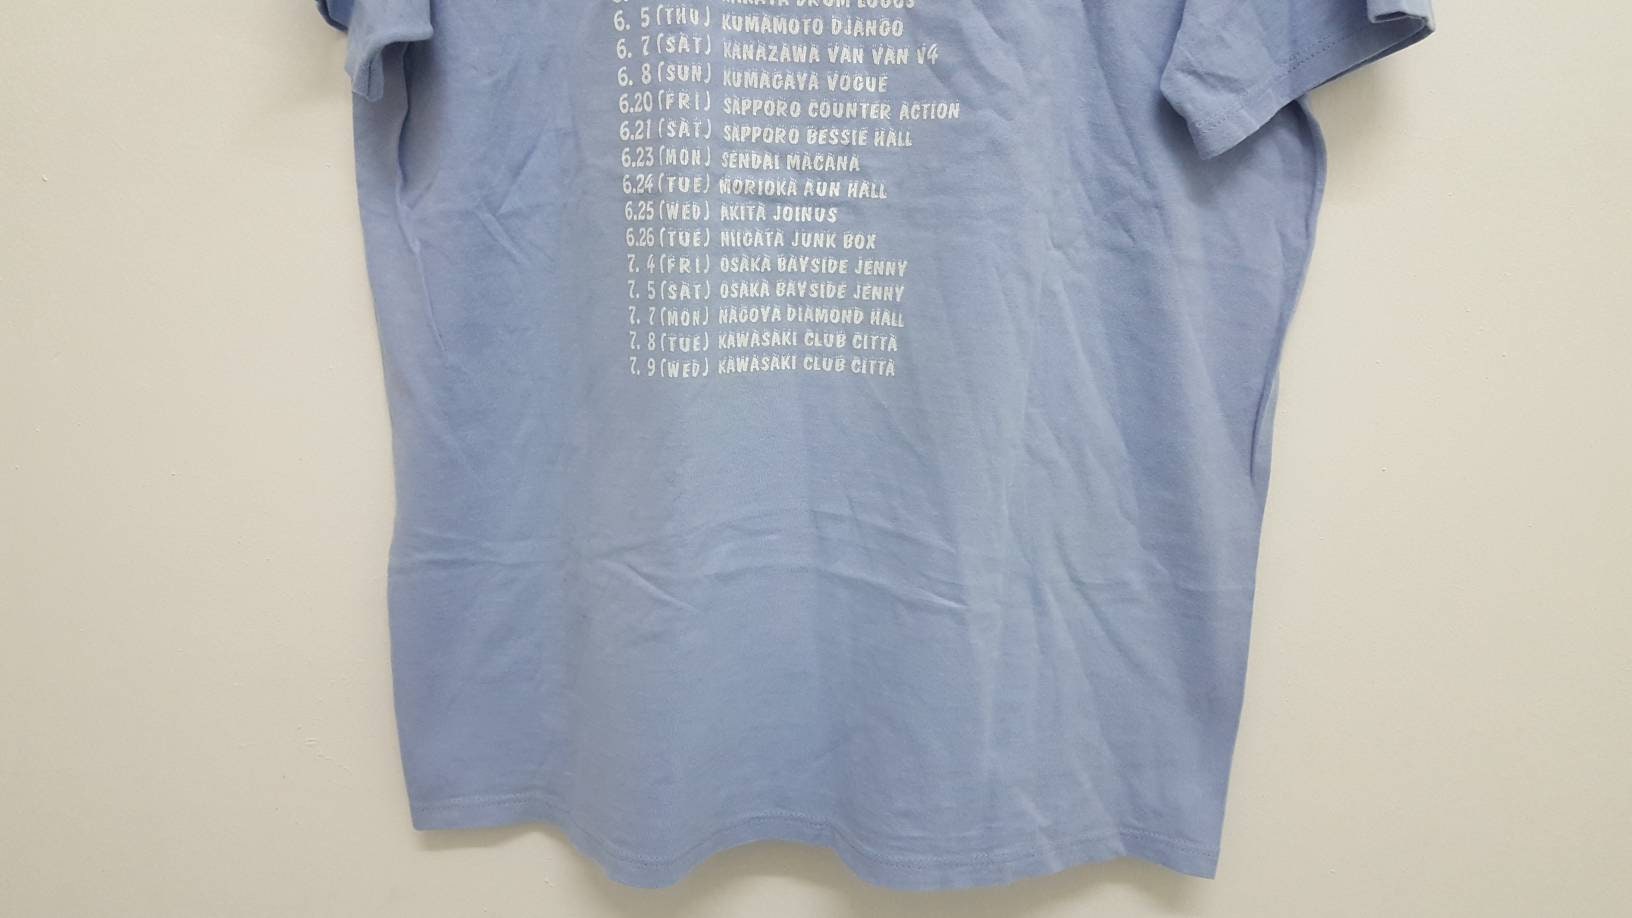 DRUM LOGOS
6. 5 (THU) KUMAMOTO DJANGO
6. 7 (SAT) KANAZAWA VAN VAN V4
6. 8 (SUN) KUMAGAYA VOGUE
6.20 (FRI) SAPPORO COUNTER ACTION
6.21 (SAT) SAPPORO BESSIE HALL
6.23 (MON) SENDAI MACANA
6.24 (TUE) MORIOKA AUN HALL
6.25 (WED) AKITA JOINUS
6.26 (TUE) NIIGATA JUNK BOX
7. 4 (FRI) OSAKA BAYSIDE JENNY
7. 5 (SAT) OSAKA BAYSIDE JENNY
7. 7 (MON) NAGOYA DIAMOND HALL
7. 8 (TUE) KAWASAKI CLUB CITTA
7. 9 (WED) KAWASAKI CLUB CITTA